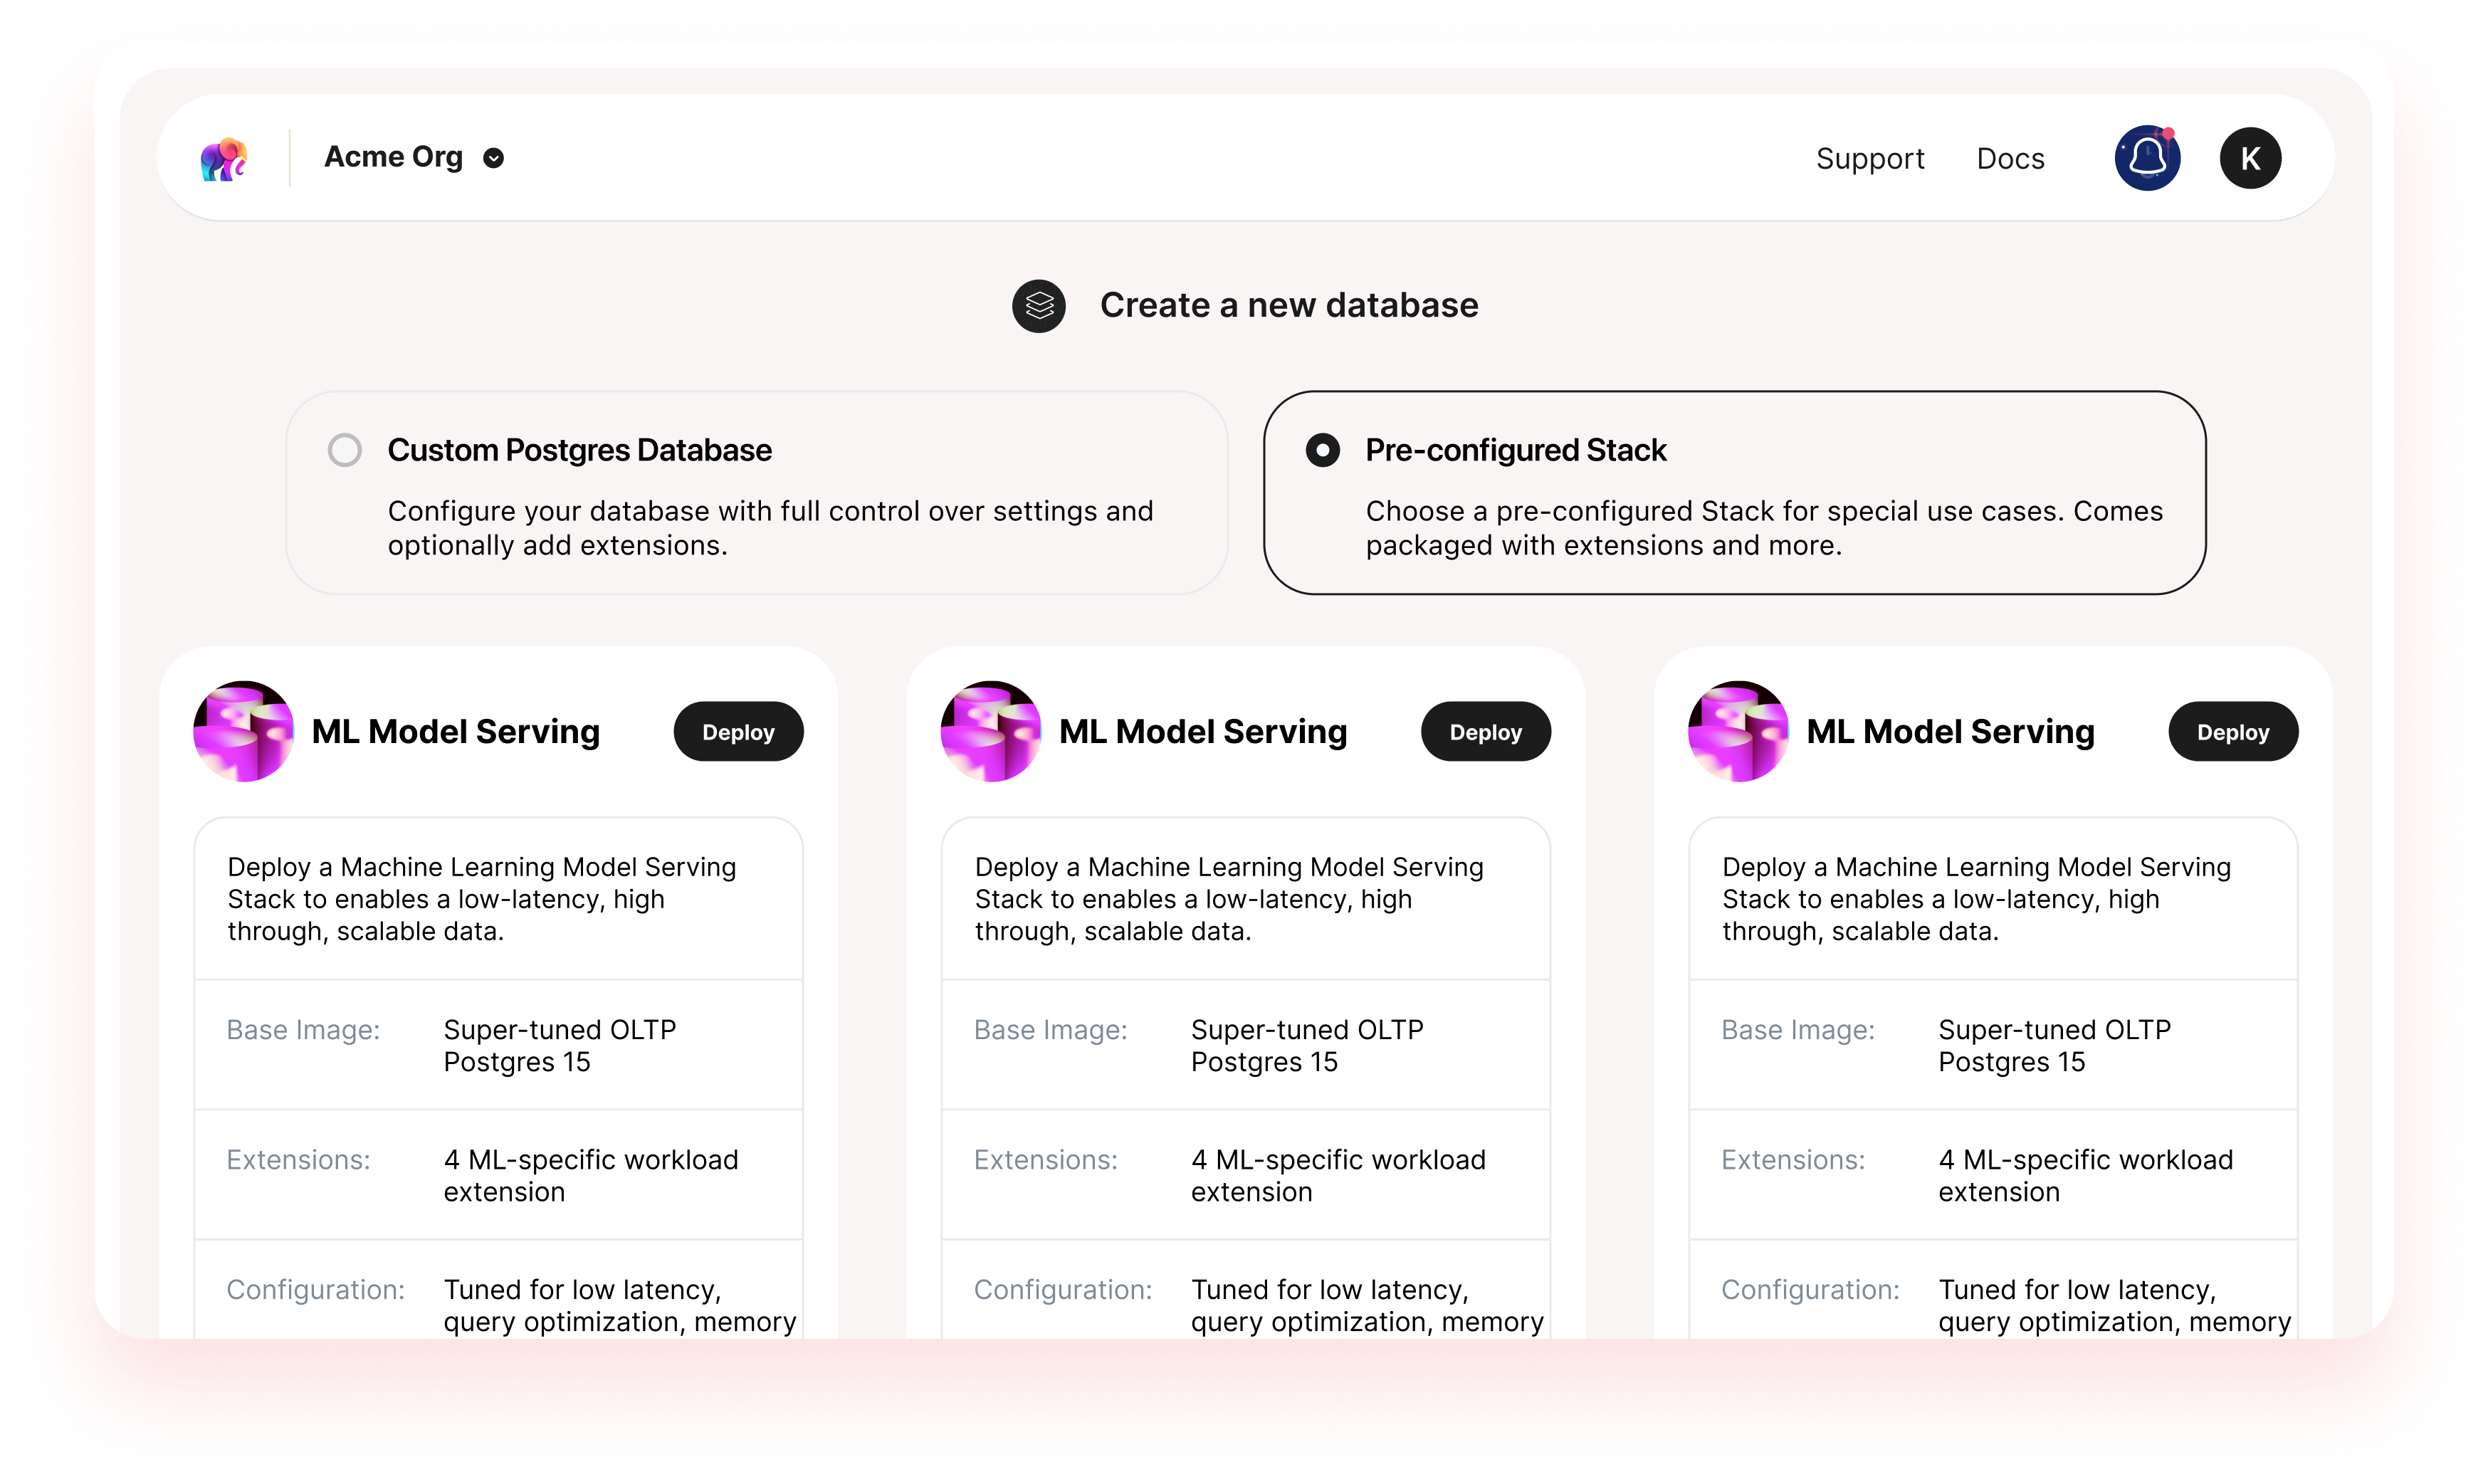 Acme Org
Support
Docs
K
Create a new database
Custom Postgres Database
Configure your database with full control over settings and
optionally add extensions.
Pre-configured Stack
Choose a pre-configured Stack for special use cases. Comes
packaged with extensions and more.
ML Model Serving
Deploy
Deploy a Machine Learning Model Serving
Stack to enables a low-latency, high
through, scalable data.
Base Image:
Super-tuned OLTP
Postgres 15
Extensions:
4 ML-specific workload
extension
Configuration:
Tuned for low latency,
query optimization, memory
ML Model Serving
Deploy
Deploy a Machine Learning Model Serving
Stack to enables a low-latency, high
through, scalable data.
Base Image:
Super-tuned OLTP
Postgres 15
Extensions:
4 ML-specific workload
extension
Configuration:
Tuned for low latency,
query optimization, memory
ML Model Serving
Deploy
Deploy a Machine Learning Model Serving
Stack to enables a low-latency, high
through, scalable data.
Base Image:
Super-tuned OLTP
Postgres 15
Extensions:
4 ML-specific workload
extension
Configuration:
Tuned for low latency,
query optimization, memory